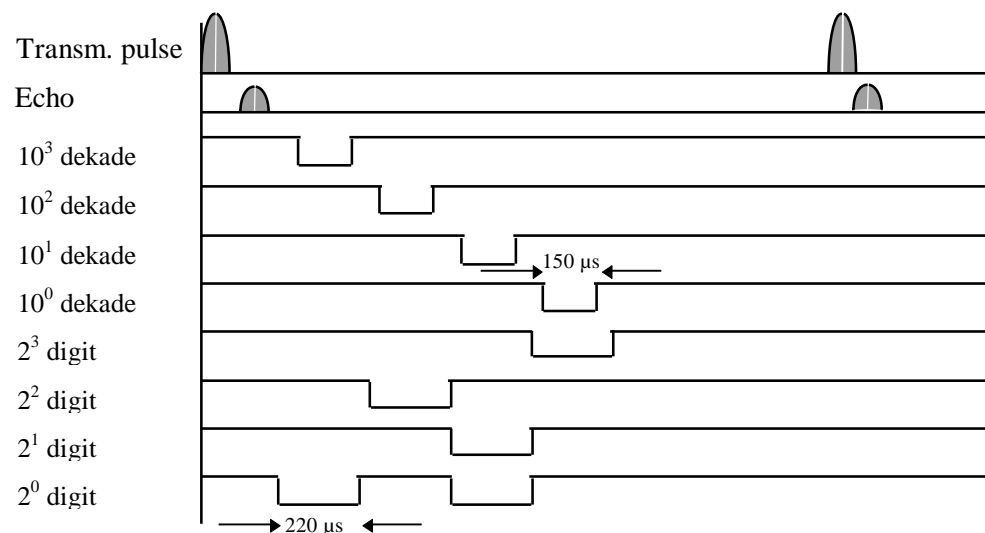 Transm. pulse
Echo
10³ dekade
10² dekade
10¹ dekade
150 µs
10⁰ dekade
2³ digit
2² digit
2¹ digit
2⁰ digit
220 µs